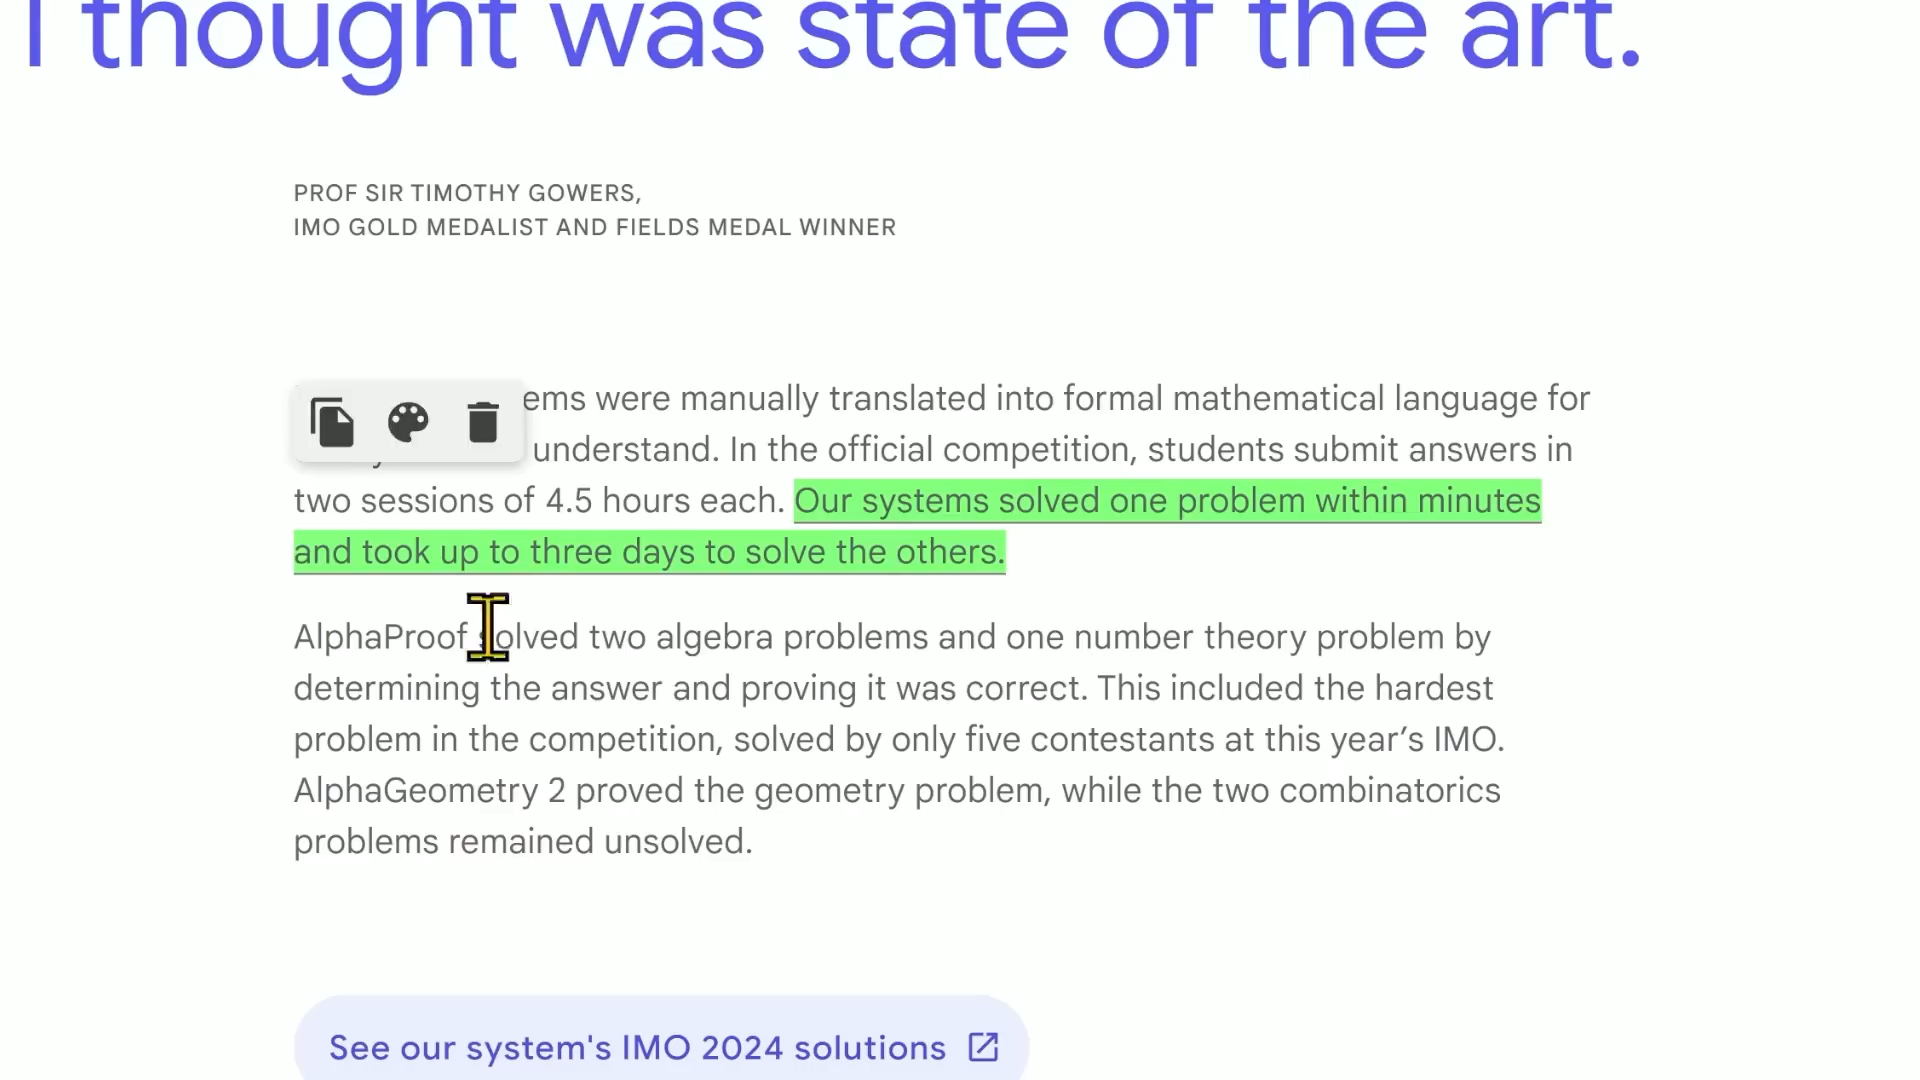 I thought was state of the art.
PROF SIR TIMOTHY GOWERS,
IMO GOLD MEDALIST AND FIELDS MEDAL WINNER
ems were manually translated into formal mathematical language for
understand. In the official competition, students submit answers in
two sessions of 4.5 hours each. Our systems solved one problem within minutes
and took up to three days to solve the others.
AlphaProof solved two algebra problems and one number theory problem by
determining the answer and proving it was correct. This included the hardest
problem in the competition, solved by only five contestants at this year’s IMO.
AlphaGeometry 2 proved the geometry problem, while the two combinatorics
problems remained unsolved.
See our system's IMO 2024 solutions